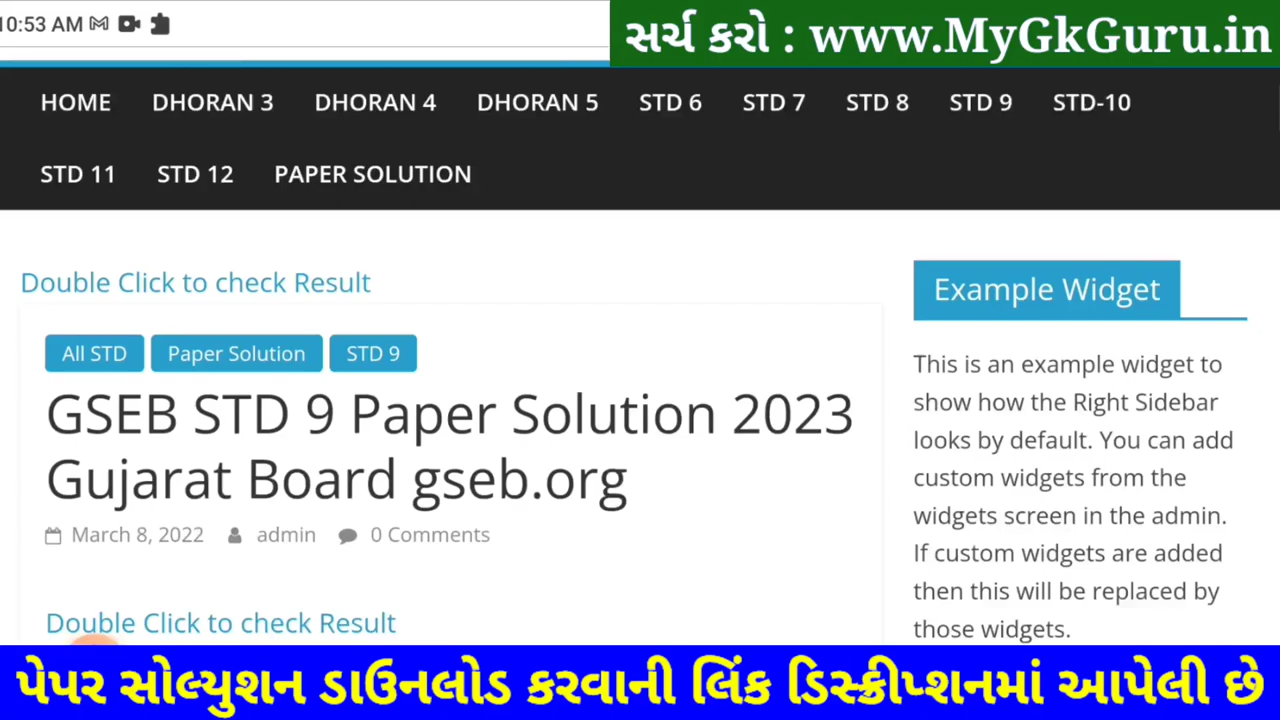 10:53 AM
સર્ચ કરો : www.MyGkGuru.in
HOME DHORAN 3 DHORAN 4 DHORAN 5 STD 6 STD 7 STD 8 STD 9 STD-10
STD 11 STD 12 PAPER SOLUTION
Double Click to check Result
All STD Paper Solution STD 9
GSEB STD 9 Paper Solution 2023
Gujarat Board gseb.org
March 8, 2022 admin 0 Comments
Double Click to check Result
Example Widget
This is an example widget to
show how the Right Sidebar
looks by default. You can add
custom widgets from the
widgets screen in the admin.
If custom widgets are added
then this will be replaced by
those widgets.
પેપર સોલ્યુશન ડાઉનલોડ કરવાની લિંક ડિસ્ક્રીપ્શનમાં આપેલી છે